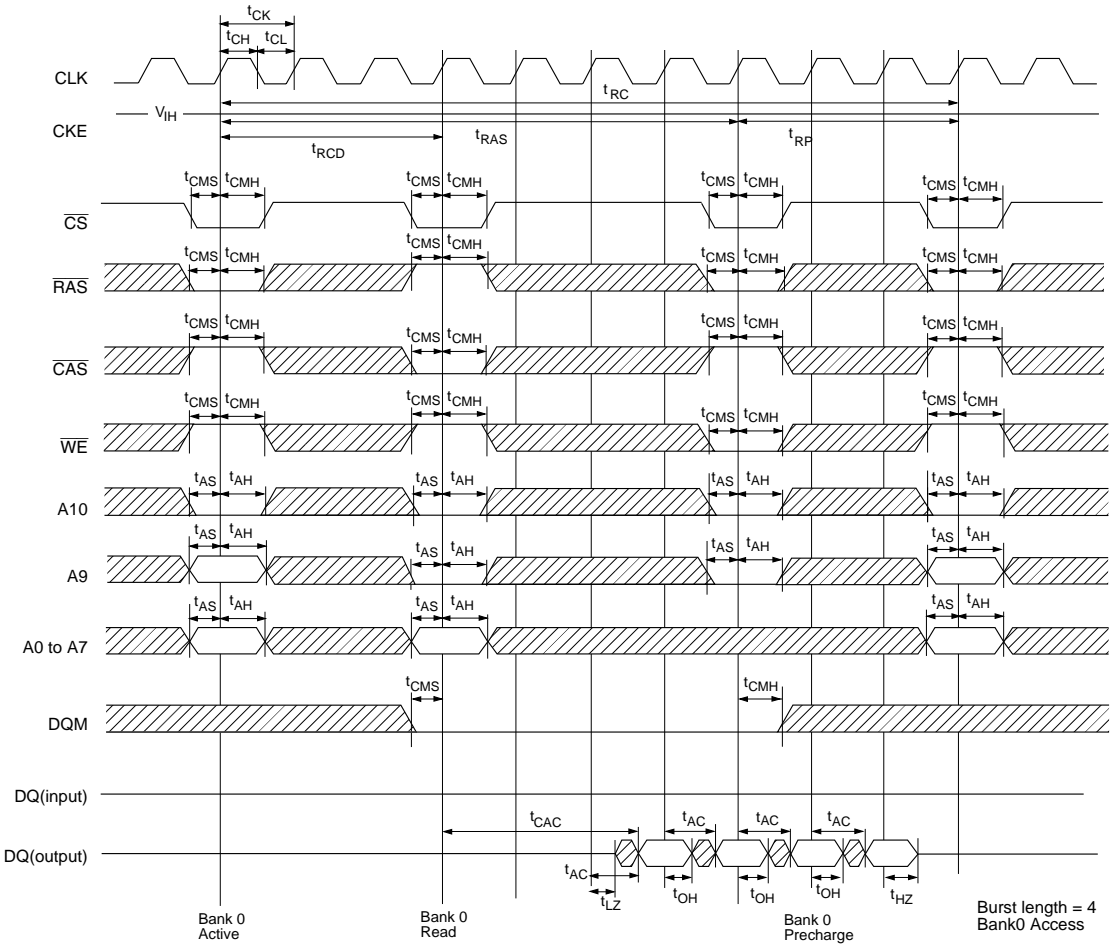 tCK
tCH tCL
CLK
tRC
VIH
CKE
tRAS tRP
tRCD
tCMS tCMH tCMS tCMH tCMS tCMH tCMS tCMH
CS
tCMS tCMH tCMS tCMH tCMS tCMH tCMS tCMH
RAS
tCMS tCMH tCMS tCMH tCMS tCMH tCMS tCMH
CAS
tCMS tCMH tCMS tCMH tCMS tCMH tCMS tCMH
WE
tAS tAH tAS tAH tAS tAH tAS tAH
A10
tAS tAH tAS tAH tAS tAH tAS tAH
A9
tAS tAH tAS tAH tAS tAH
A0 to A7
tCMS tCMH
DQM
DQ(input)
tCAC tAC tAC tAC
DQ(output)
tAC
tLZ tOH tOH tOH tHZ
Bank 0
Active
Bank 0
Read
Bank 0
Precharge
Burst length = 4
Bank0 Access